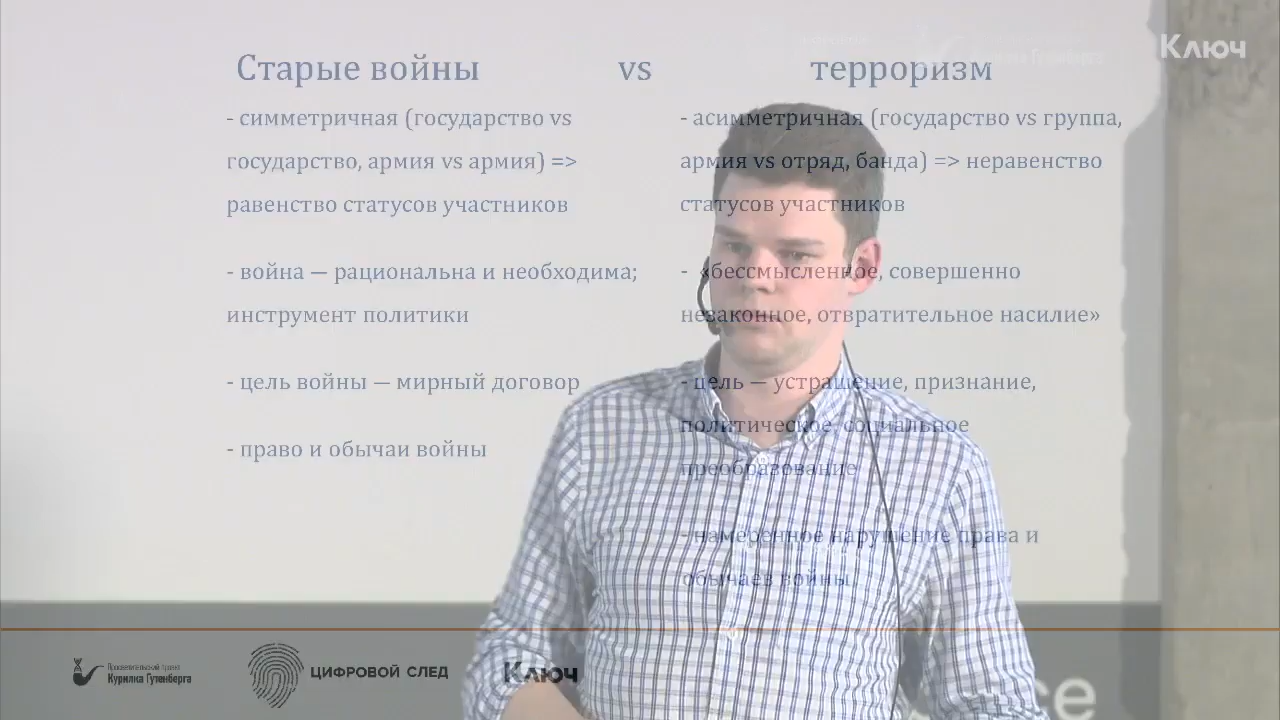 Ключ
Старые войны vs терроризм
- симметричная (государство vs
государство, армия vs армия) =>
равенство статусов участников
- война — рациональна и необходима;
инструмент политики
- цель войны — мирный договор
- право и обычаи войны
- асимметричная (государство vs группа,
армия vs отряд, банда) => неравенство
статусов участников
- «бессмысленное, совершенно
незаконное, отвратительное насилие»
- цель — устрашение, признание,
политическое, социальное
преобразование
- намеренное нарушение права и
обычаев войны
Просветительский проект
Курилка Гутенберга
ЦИФРОВОЙ СЛЕД
Ключ
ce